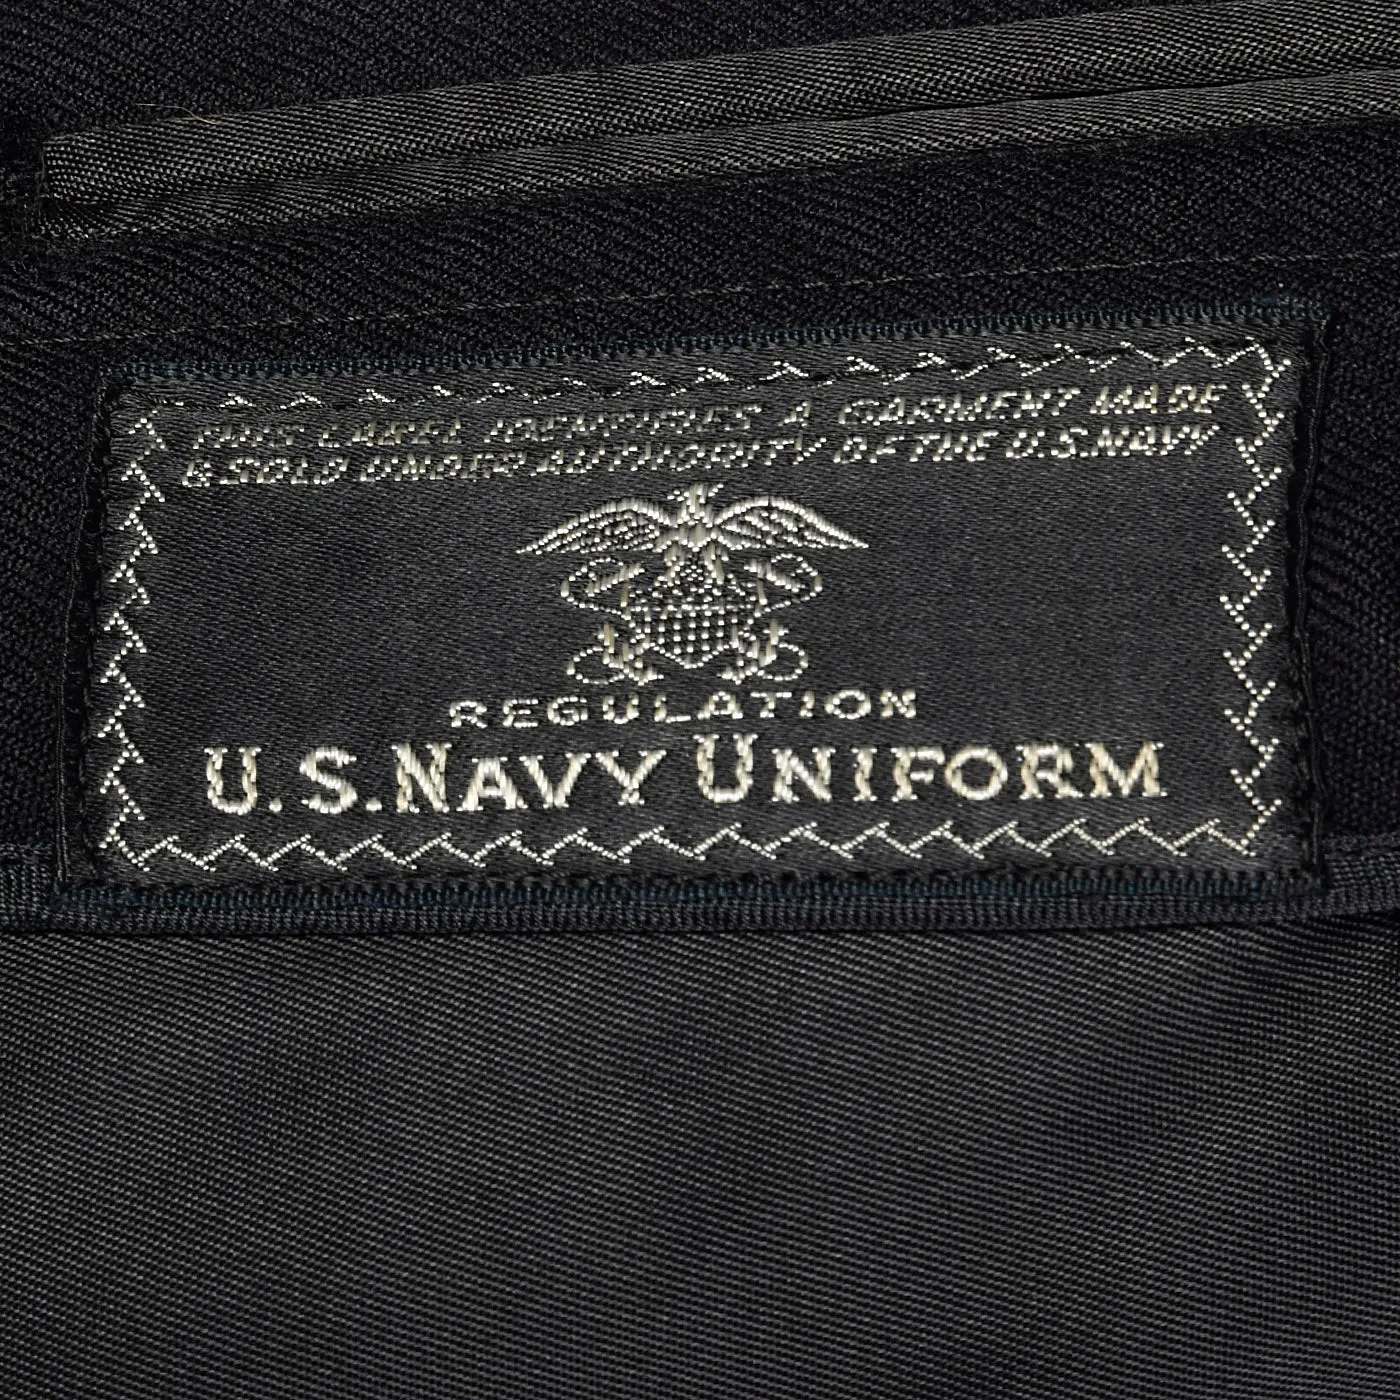 THIS LABEL IDENTIFIES A GARMENT MADE
& SOLD UNDER AUTHORITY OF THE U.S. NAVY
REGULATION
U.S. NAVY UNIFORM